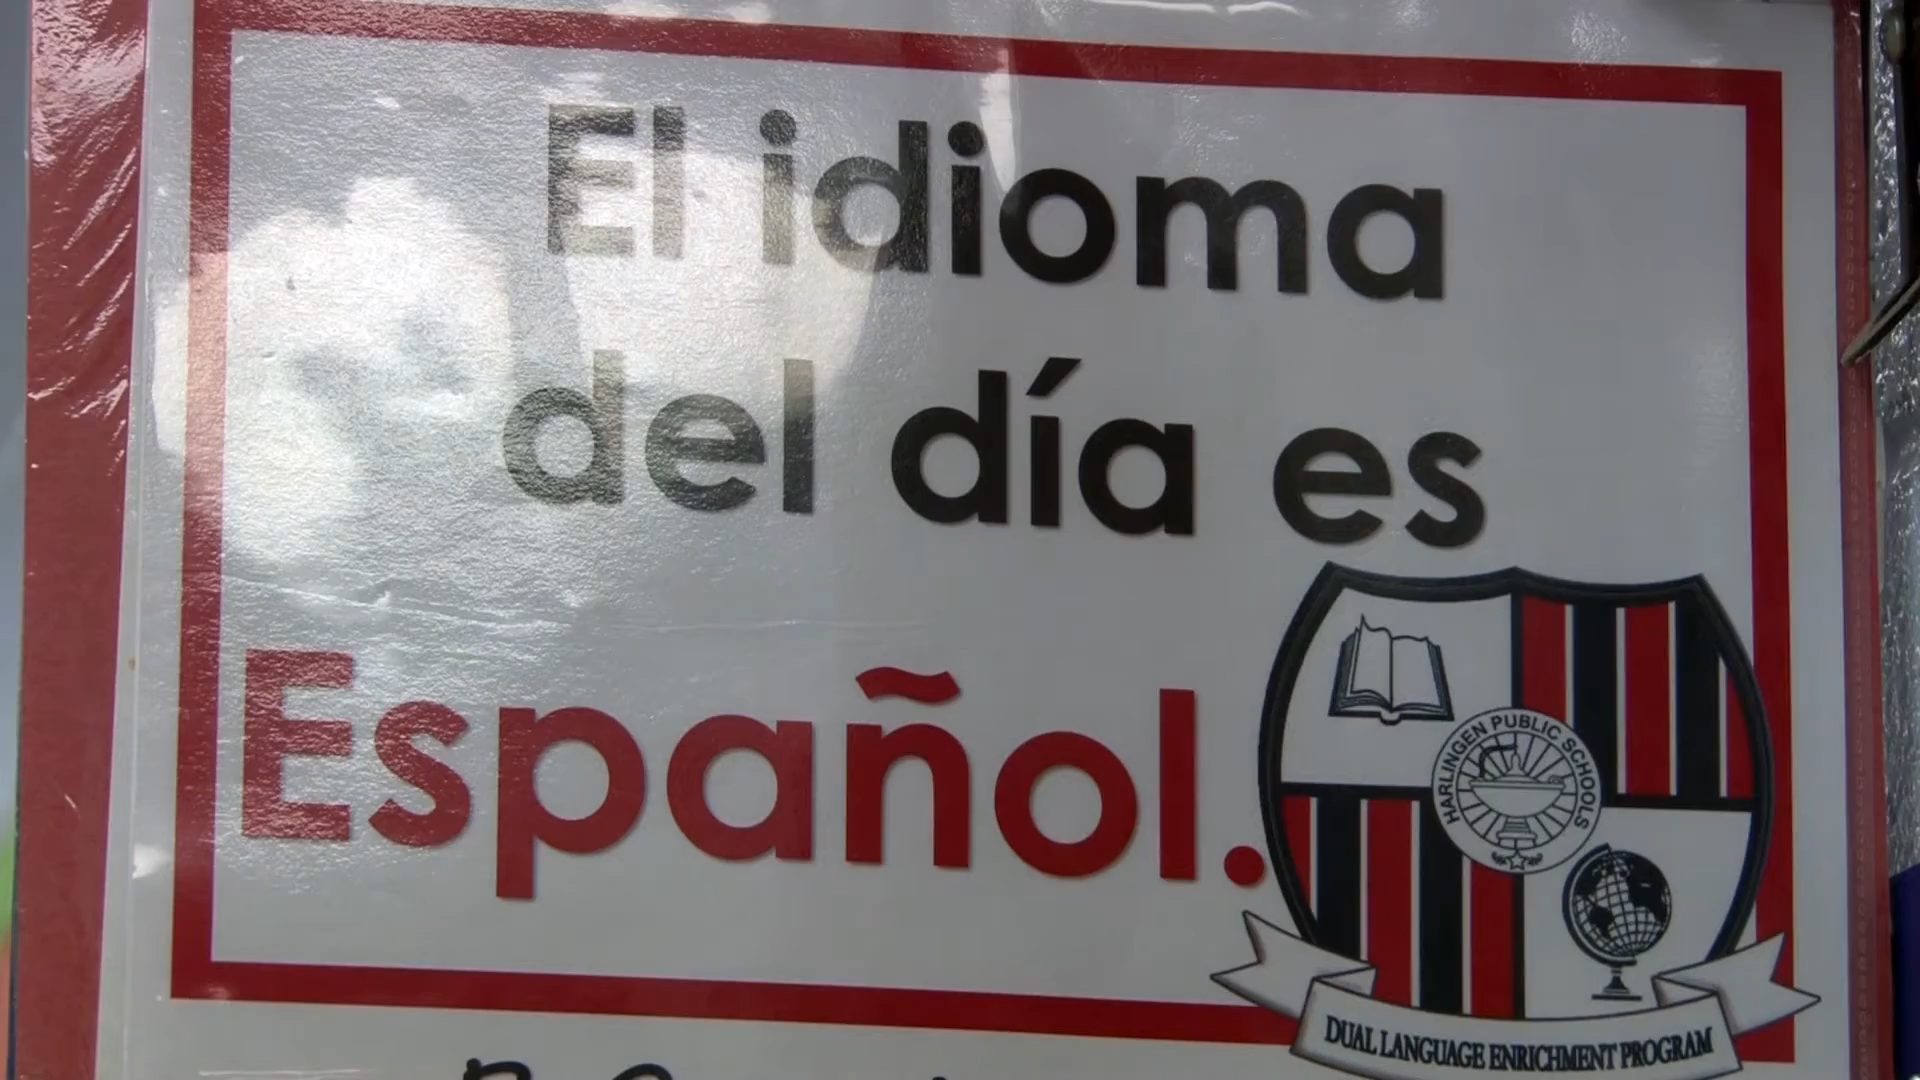 El idioma
del día es
Español.
HARLINGEN PUBLIC SCHOOLS
DUAL LANGUAGE ENRICHMENT PROGRAM